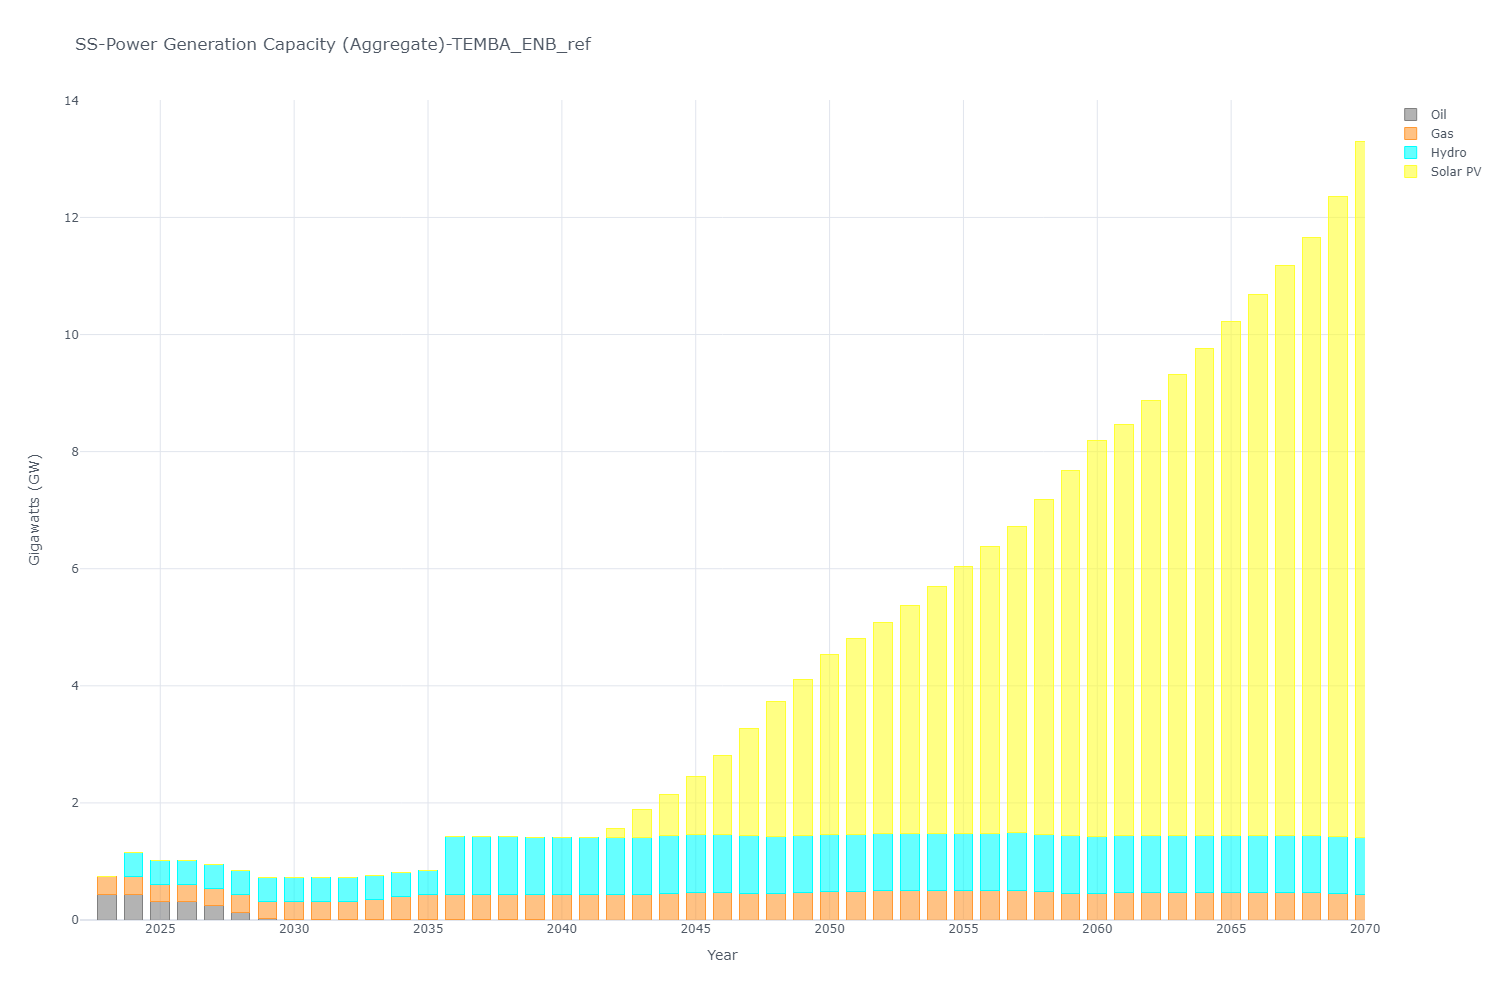 SS-Power Generation Capacity (Aggregate)-TEMBA_ENB_ref
14
12
10
8
6
4
2
0
Gigawatts (GW)
2025 2030 2035 2040 2045 2050 2055 2060 2065 2070
Year
Oil
Gas
Hydro
Solar PV